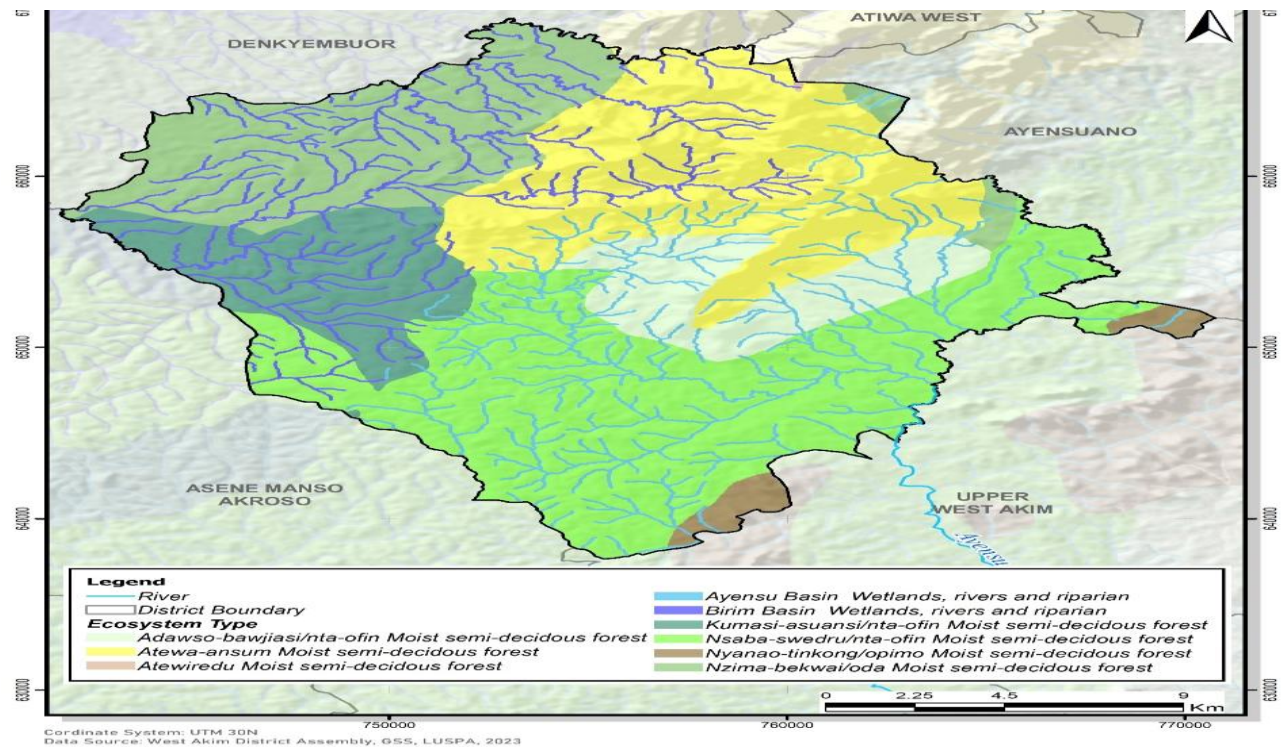 ATIWA WEST
DENKYEMBUOR
AYENSUANO
660000
660000
650000
650000
ASENE MANSO
AKROSO
UPPER
WEST AKIM
640000
640000
Ayensu
Legend
River
District Boundary
Ecosystem Type
Adawso-bawjiasi/nta-ofin Moist semi-decidous forest
Atewa-ansum Moist semi-decidous forest
Atewiredu Moist semi-decidous forest
Ayensu Basin Wetlands, rivers and riparian
Birim Basin Wetlands, rivers and riparian
Kumasi-asuansi/nta-ofin Moist semi-decidous forest
Nsaba-swedru/nta-ofin Moist semi-decidous forest
Nyanao-tinkong/opimo Moist semi-decidous forest
Nzima-bekwai/oda Moist semi-decidous forest
630000
630000
0 2.25 4.5 9
Km
750000 760000 770000
Cordinate System: UTM 30N
Data Source: West Akim District Assembly, GSS, LUSPA, 2023